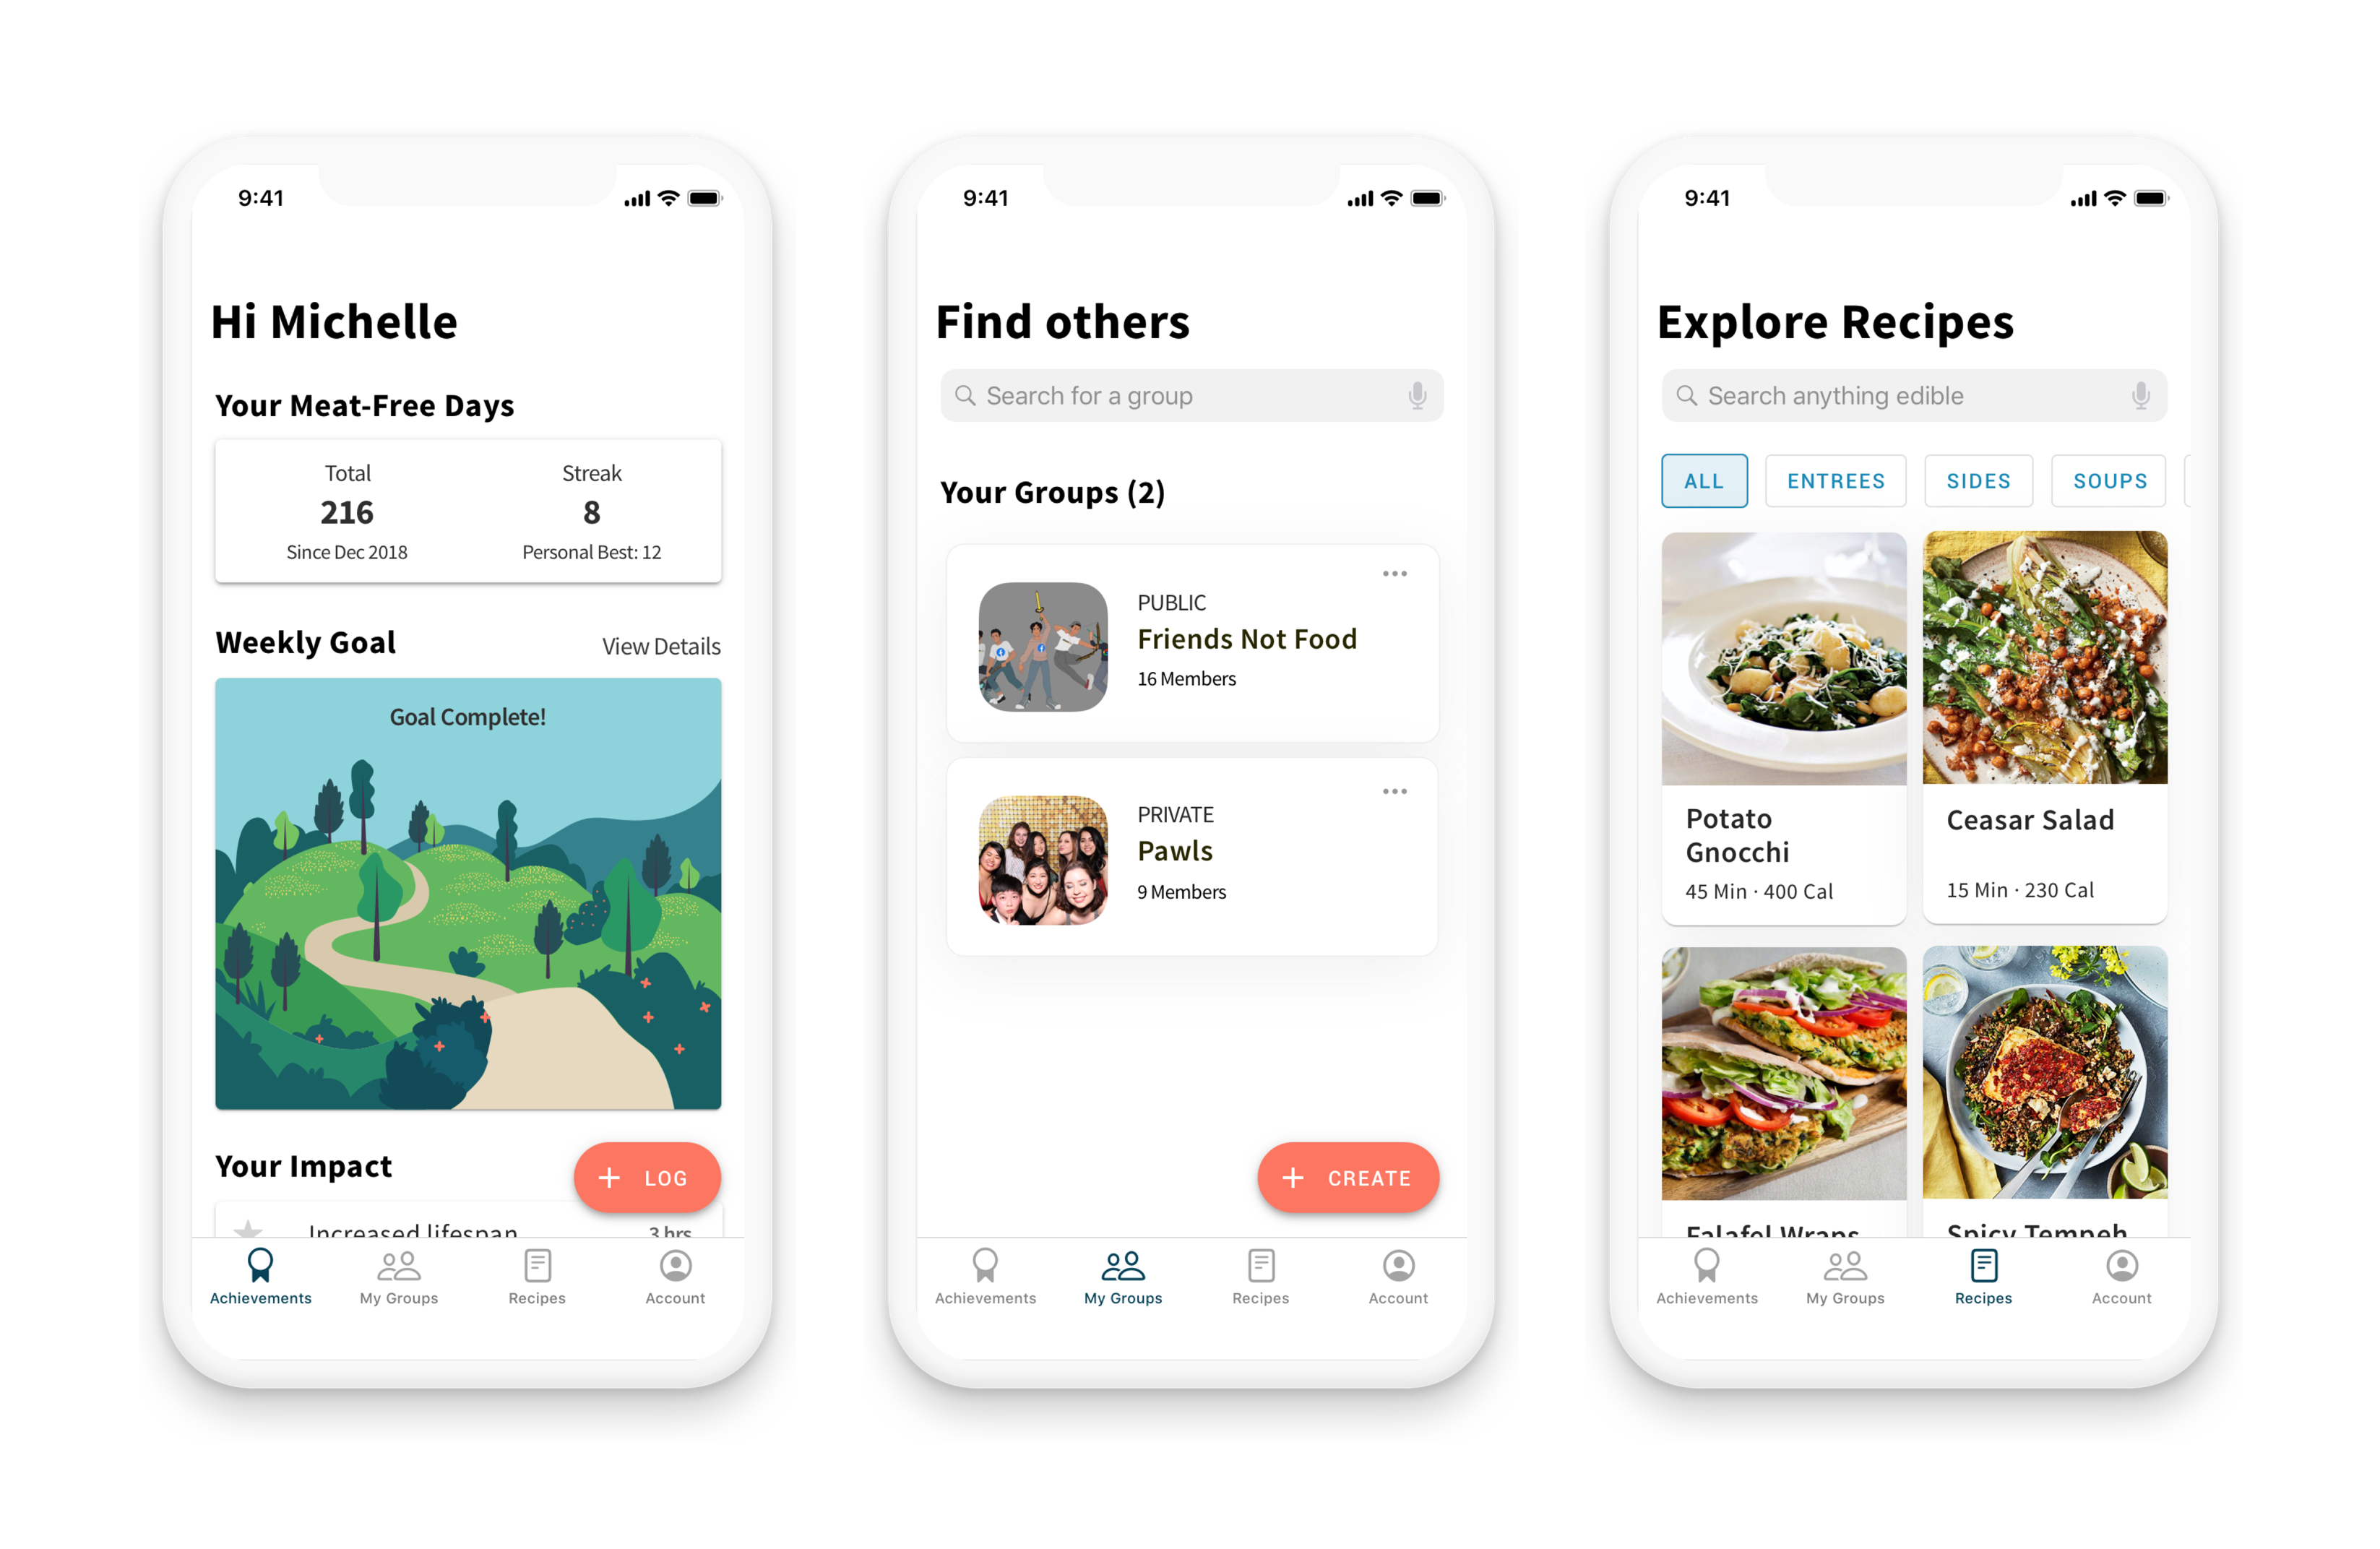 9:41
Hi Michelle
Your Meat-Free Days
Total
216
Since Dec 2018
Streak
8
Personal Best: 12
Weekly Goal
View Details
Goal Complete!
Your Impact
+ LOG
Increased lifespan
3 hrs
Achievements
My Groups
Recipes
Account
9:41
Find others
Search for a group
Your Groups (2)
PUBLIC
Friends Not Food
16 Members
PRIVATE
Pawls
9 Members
+ CREATE
Achievements
My Groups
Recipes
Account
9:41
Explore Recipes
Search anything edible
ALL
ENTREES
SIDES
SOUPS
Potato
Gnocchi
45 Min · 400 Cal
Ceasar Salad
15 Min · 230 Cal
Falafel Wraps
Spicy Tempeh
Achievements
My Groups
Recipes
Account